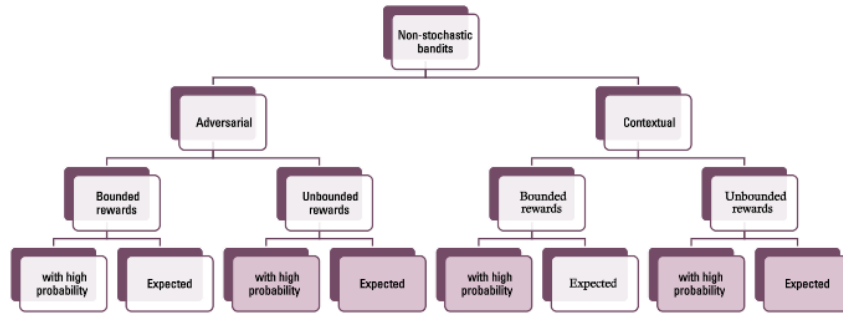 Non-stochastic
bandits
Adversarial
Contextual
Bounded
rewards
Unbounded
rewards
Bounded
rewards
Unbounded
rewards
with high
probability
Expected
with high
probability
Expected
with high
probability
Expected
with high
probability
Expected